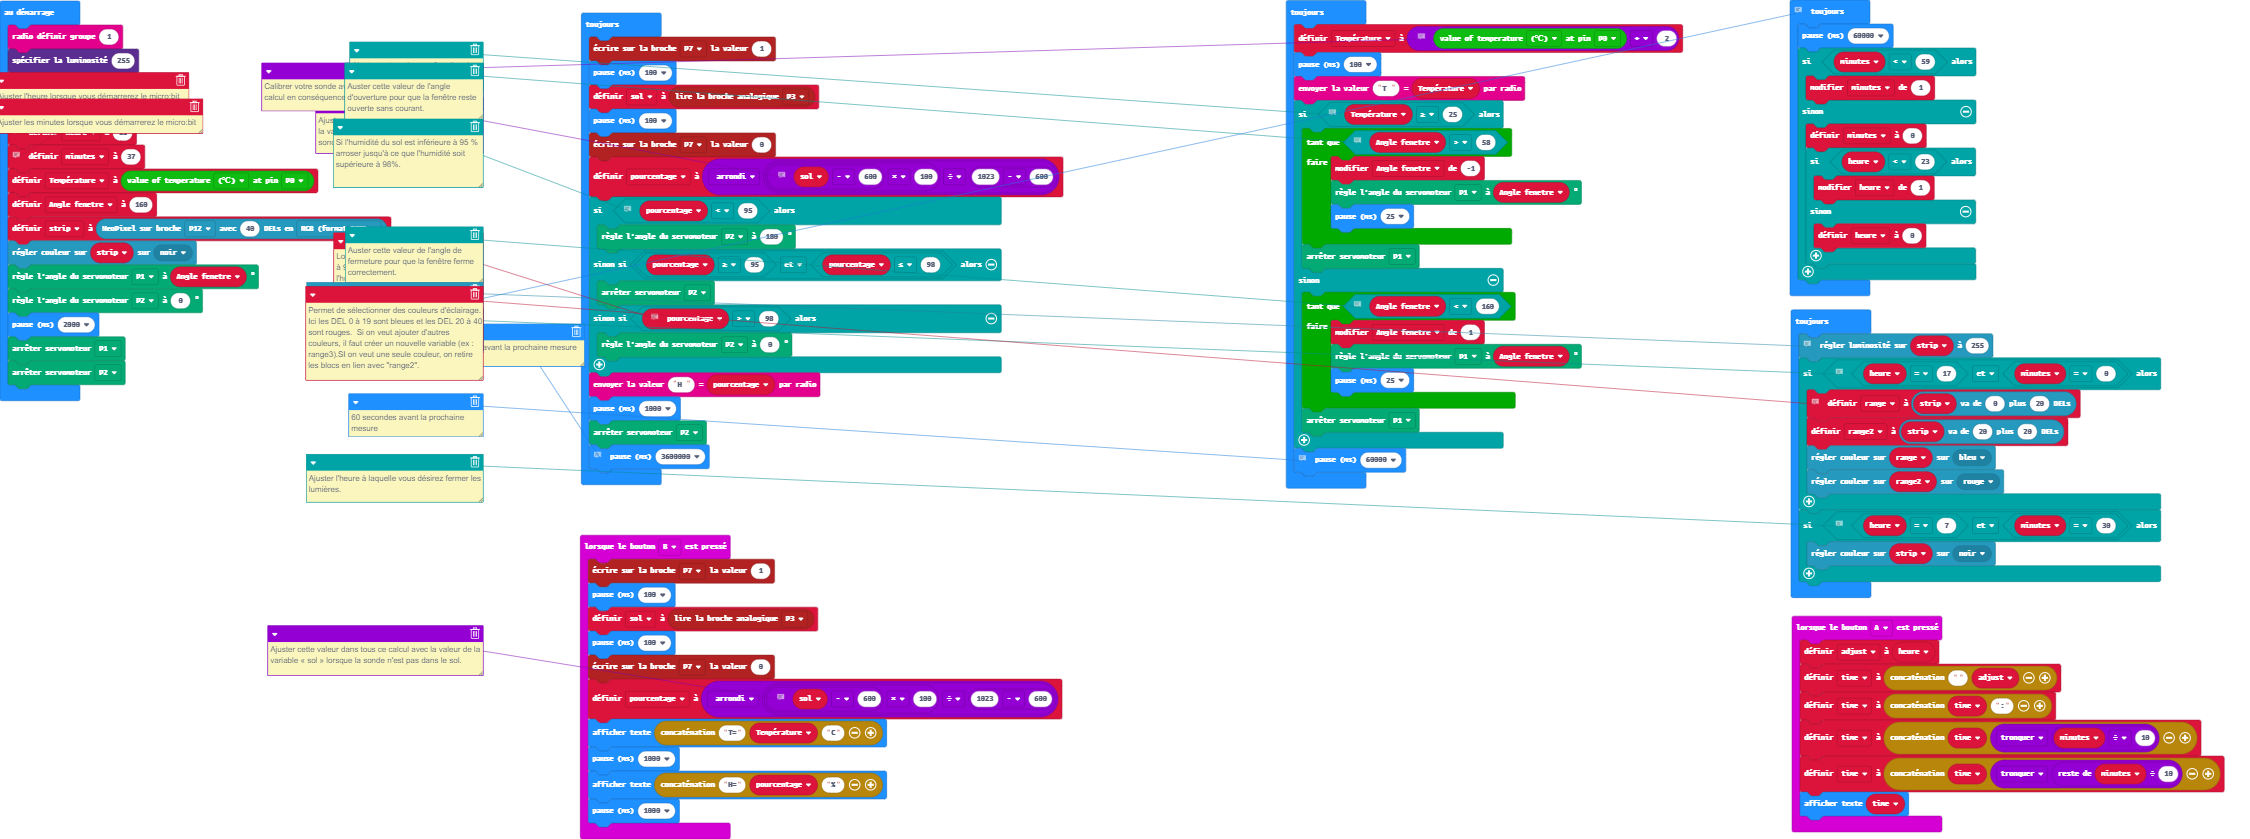 au démarrage
radio définir groupe 1
spécifier la luminosité 255
Ajuster l'heure lorsque vous démarrerez le micro:bit
Ajuster les minutes lorsque vous démarrerez le micro:bit
définir minutes à 37
définir Température à value of temperature (℃) at pin P0
définir Angle fenetre à 160
définir strip à NeoPixel sur broche P12 avec 40 DELs en RGB (format
régler couleur sur strip sur noir
règle l'angle du servomoteur P1 à Angle fenetre °
règle l'angle du servomoteur P2 à 0 °
pause (ms) 2000
arrêter servomoteur P1
arrêter servomoteur P2
Calibrer votre sonde a
calcul en conséquence
Auster cette valeur de l'angle
d'ouverture pour que la fenêtre reste
ouverte sans courant.
Ajus
la va
sond
Si l'humidité du sol est inférieure à 95 %
arroser jusqu'à ce que l'humidité soit
supérieure à 98%.
Lo
à 9
l'h
Auster cette valeur de l'angle de
fermeture pour que la fenêtre ferme
correctement.
Permet de sélectionner des couleurs d'éclairage.
Ici les DEL 0 à 19 sont bleues et les DEL 20 à 40
sont rouges. Si on veut ajouter d'autres
couleurs, il faut créer un nouvelle variable (ex :
range3).SI on veut une seule couleur, on retire
les blocs en lien avec "range2".
avant la prochaine mesure
60 secondes avant la prochaine
mesure
Ajuster l'heure à laquelle vous désirez fermer les
lumières.
Ajuster cette valeur dans tous ce calcul avec la valeur de la
variable « sol » lorsque la sonde n'est pas dans le sol.
toujours
écrire sur la broche P7 la valeur 1
pause (ms) 100
définir sol à lire la broche analogique P3
pause (ms) 100
écrire sur la broche P7 la valeur 0
définir pourcentage à arrondi sol - 600 × 100 ÷ 1023 - 600
si pourcentage < 95 alors
règle l'angle du servomoteur P2 à 180 °
sinon si pourcentage ≥ 95 et pourcentage ≤ 98 alors
arrêter servomoteur P2
sinon si pourcentage > 98 alors
règle l'angle du servomoteur P2 à 0 °
envoyer la valeur "H " = pourcentage par radio
pause (ms) 1000
arrêter servomoteur P2
pause (ms) 3600000
lorsque le bouton B est pressé
écrire sur la broche P7 la valeur 1
pause (ms) 100
définir sol à lire la broche analogique P3
pause (ms) 100
écrire sur la broche P7 la valeur 0
définir pourcentage à arrondi sol - 600 × 100 ÷ 1023 - 600
afficher texte concaténation "T=" Température "C"
pause (ms) 1000
afficher texte concaténation "H=" pourcentage "%"
pause (ms) 1000
toujours
définir Température à value of temperature (℃) at pin P0 - 2
pause (ms) 100
envoyer la valeur "T " = Température par radio
si Température ≥ 25 alors
tant que Angle fenetre > 58
faire modifier Angle fenetre de -1
règle l'angle du servomoteur P1 à Angle fenetre °
pause (ms) 25
arrêter servomoteur P1
sinon
tant que Angle fenetre < 160
faire modifier Angle fenetre de 1
règle l'angle du servomoteur P1 à Angle fenetre °
pause (ms) 25
arrêter servomoteur P1
pause (ms) 60000
toujours
pause (ms) 60000
si minutes < 59 alors
modifier minutes de 1
sinon
définir minutes à 0
si heure < 23 alors
modifier heure de 1
sinon
définir heure à 0
toujours
régler luminosité sur strip à 255
si heure = 17 et minutes = 0 alors
définir range à strip va de 0 plus 20 DELs
définir range2 à strip va de 20 plus 20 DELs
régler couleur sur range sur bleu
régler couleur sur range2 sur rouge
si heure = 7 et minutes = 30 alors
régler couleur sur strip sur noir
lorsque le bouton A est pressé
définir adjust à heure
définir time à concaténation "" adjust
définir time à concaténation time ":"
définir time à concaténation time tronquer minutes ÷ 10
définir time à concaténation time tronquer reste de minutes ÷ 10
afficher texte time